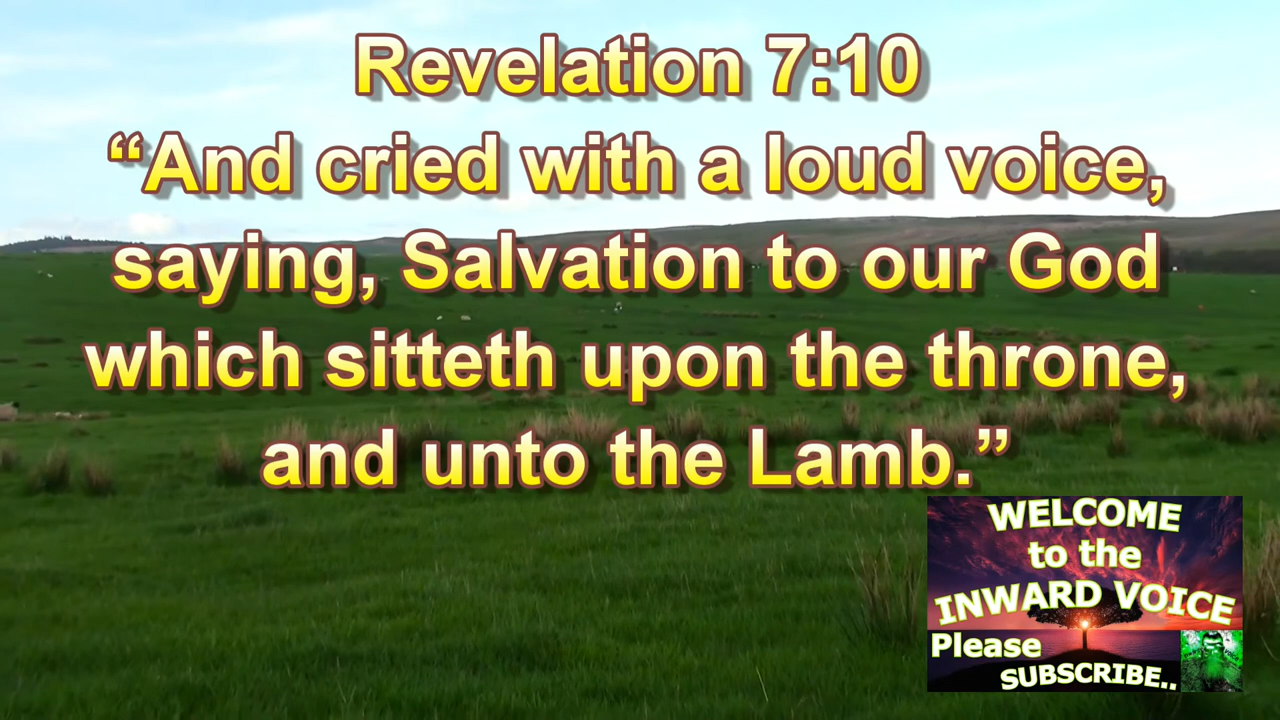 Revelation 7:10
“And cried with a loud voice,
saying, Salvation to our God
which sitteth upon the throne,
and unto the Lamb.”
WELCOME
to the
INWARD VOICE
Please
SUBSCRIBE..